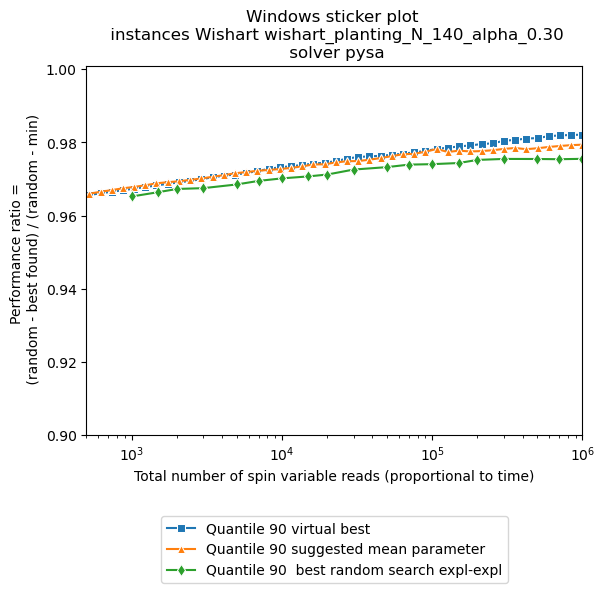 Windows sticker plot
instances Wishart wishart_planting_N_140_alpha_0.30
solver pysa
Performance ratio =
(random - best found) / (random - min)
1.00
0.98
0.96
0.94
0.92
0.90
10³
10⁴
10⁵
10⁶
Total number of spin variable reads (proportional to time)
Quantile 90 virtual best
Quantile 90 suggested mean parameter
Quantile 90  best random search expl-expl